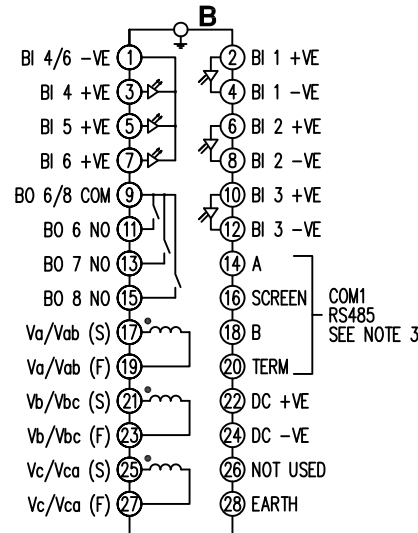 B
BI 4/6 -VE 1
2 BI 1 +VE
BI 4 +VE 3
4 BI 1 -VE
BI 5 +VE 5
6 BI 2 +VE
BI 6 +VE 7
8 BI 2 -VE
BO 6/8 COM 9
10 BI 3 +VE
BO 6 NO 11
12 BI 3 -VE
BO 7 NO 13
14 A
BO 8 NO 15
16 SCREEN
COM1
RS485
SEE NOTE 3
Va/Vab (S) 17
18 B
Va/Vab (F) 19
20 TERM
Vb/Vbc (S) 21
22 DC +VE
Vb/Vbc (F) 23
24 DC -VE
Vc/Vca (S) 25
26 NOT USED
Vc/Vca (F) 27
28 EARTH